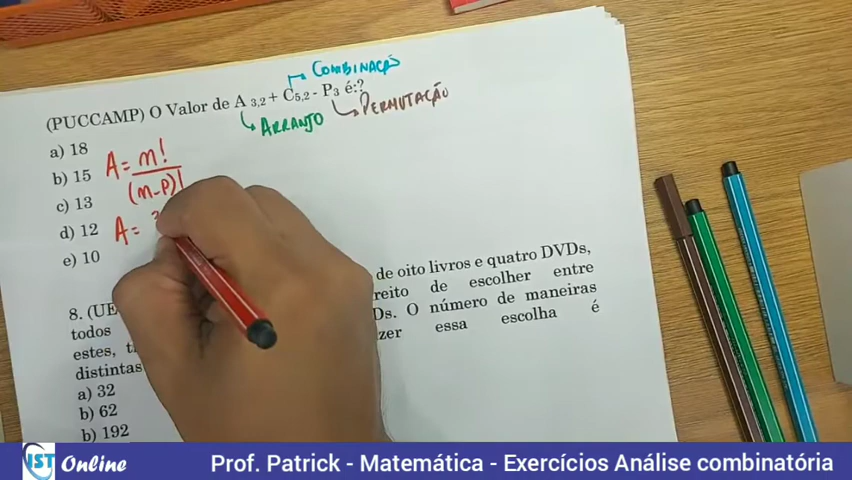 COMBINAÇÃO
(PUCCAMP) O Valor de A 3,2 + C5,2 - P3 é:?
ARRANJO
PERMUTAÇÃO
a) 18
b) 15
c) 13
d) 12
e) 10
A = m!
(m-P)!
A =
8. (UE
de oito livros e quatro DVDs,
todos
reito de escolher entre
estes, t
Ds. O número de maneiras
distintas
zer essa escolha é
a) 32
b) 62
b) 192
IST Online
Prof. Patrick - Matemática - Exercícios Análise combinatória